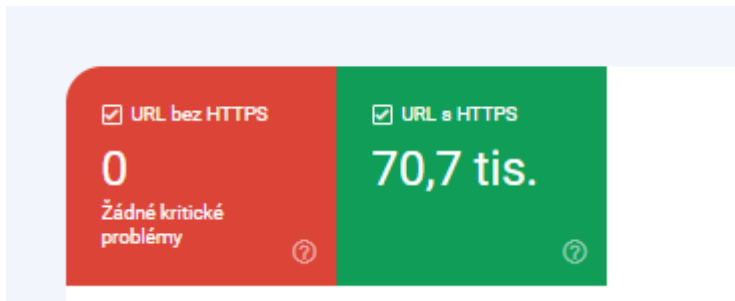 URL bez HTTPS
0
Žádné kritické
problémy
URL s HTTPS
70,7 tis.